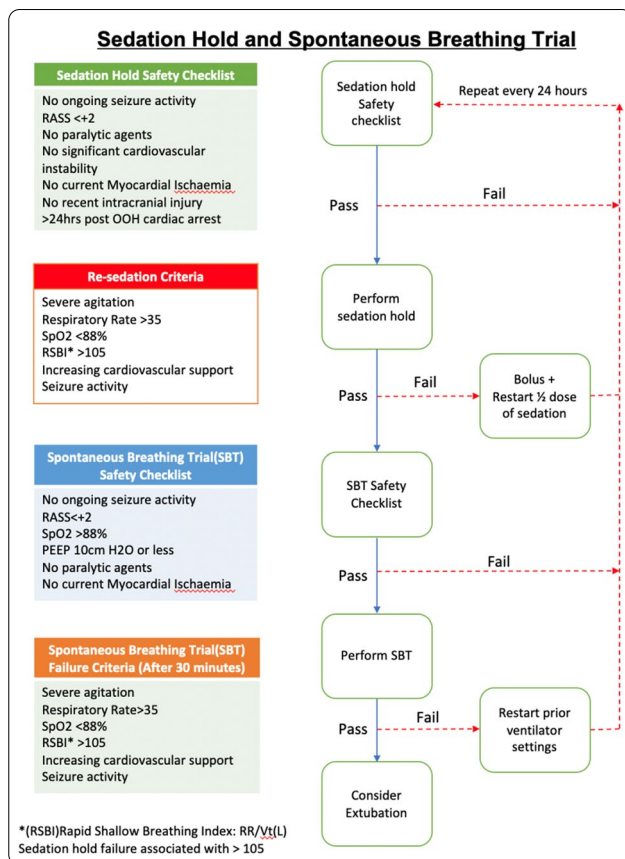 Sedation Hold and Spontaneous Breathing Trial
Sedation Hold Safety Checklist
No ongoing seizure activity
RASS <+2
No paralytic agents
No significant cardiovascular
instability
No current Myocardial Ischaemia
No recent intracranial injury
>24hrs post OOH cardiac arrest
Re-sedation Criteria
Severe agitation
Respiratory Rate >35
SpO2 <88%
RSBI* >105
Increasing cardiovascular support
Seizure activity
Spontaneous Breathing Trial(SBT)
Safety Checklist
No ongoing seizure activity
RASS<+2
SpO2 >88%
PEEP 10cm H2O or less
No paralytic agents
No current Myocardial Ischaemia
Spontaneous Breathing Trial(SBT)
Failure Criteria (After 30 minutes)
Severe agitation
Respiratory Rate>35
SpO2 <88%
RSBI* >105
Increasing cardiovascular support
Seizure activity
*(RSBI)Rapid Shallow Breathing Index: RR/Vt(L)
Sedation hold failure associated with > 105
Sedation hold
Safety
checklist
Repeat every 24 hours
Pass
Fail
Perform
sedation hold
Pass
Fail
Bolus +
Restart ½ dose
of sedation
SBT Safety
Checklist
Pass
Fail
Perform SBT
Pass
Fail
Restart prior
ventilator
settings
Consider
Extubation